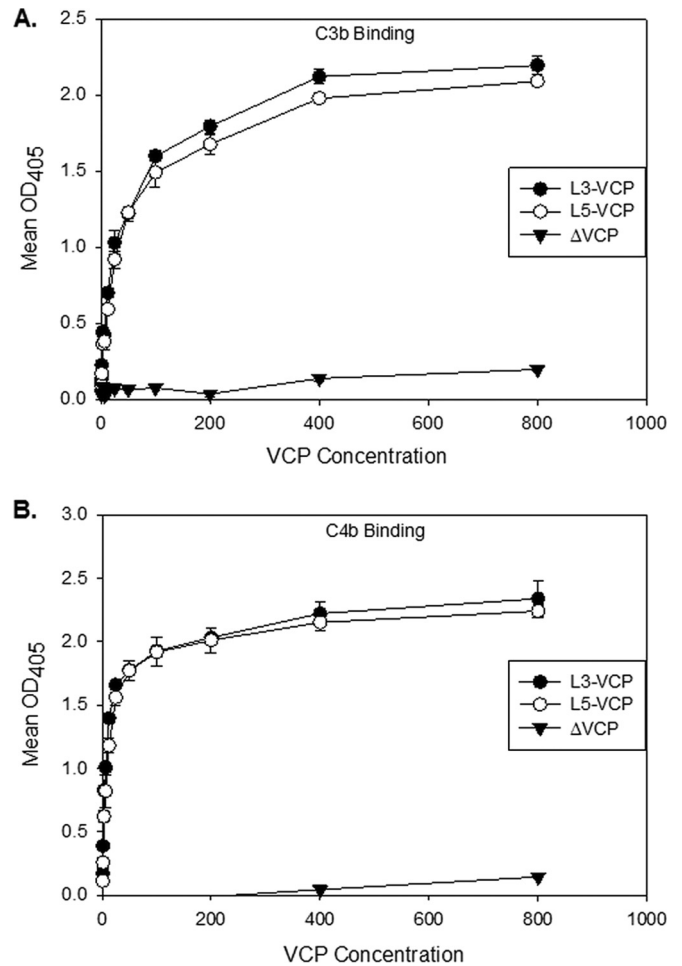 A.
C3b Binding
2.5
2.0
1.5
1.0
0.5
0.0
Mean OD405
L3-VCP
L5-VCP
ΔVCP
0 200 400 600 800 1000
VCP Concentration
B.
C4b Binding
3.0
2.5
2.0
1.5
1.0
0.5
0.0
Mean OD405
L3-VCP
L5-VCP
ΔVCP
0 200 400 600 800 1000
VCP Concentration